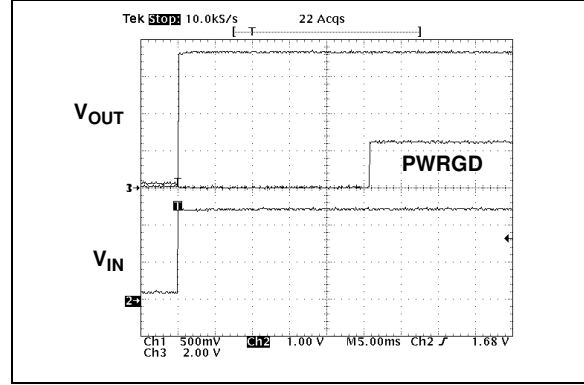 Tek Stop: 10.0kS/s 22 Acqs
[ T ]
VOUT
PWRGD
3→
T
T
VIN
2→
Ch1 500mV Ch2 1.00 V M5.00ms Ch2 ƒ 1.68 V
Ch3 2.00 V